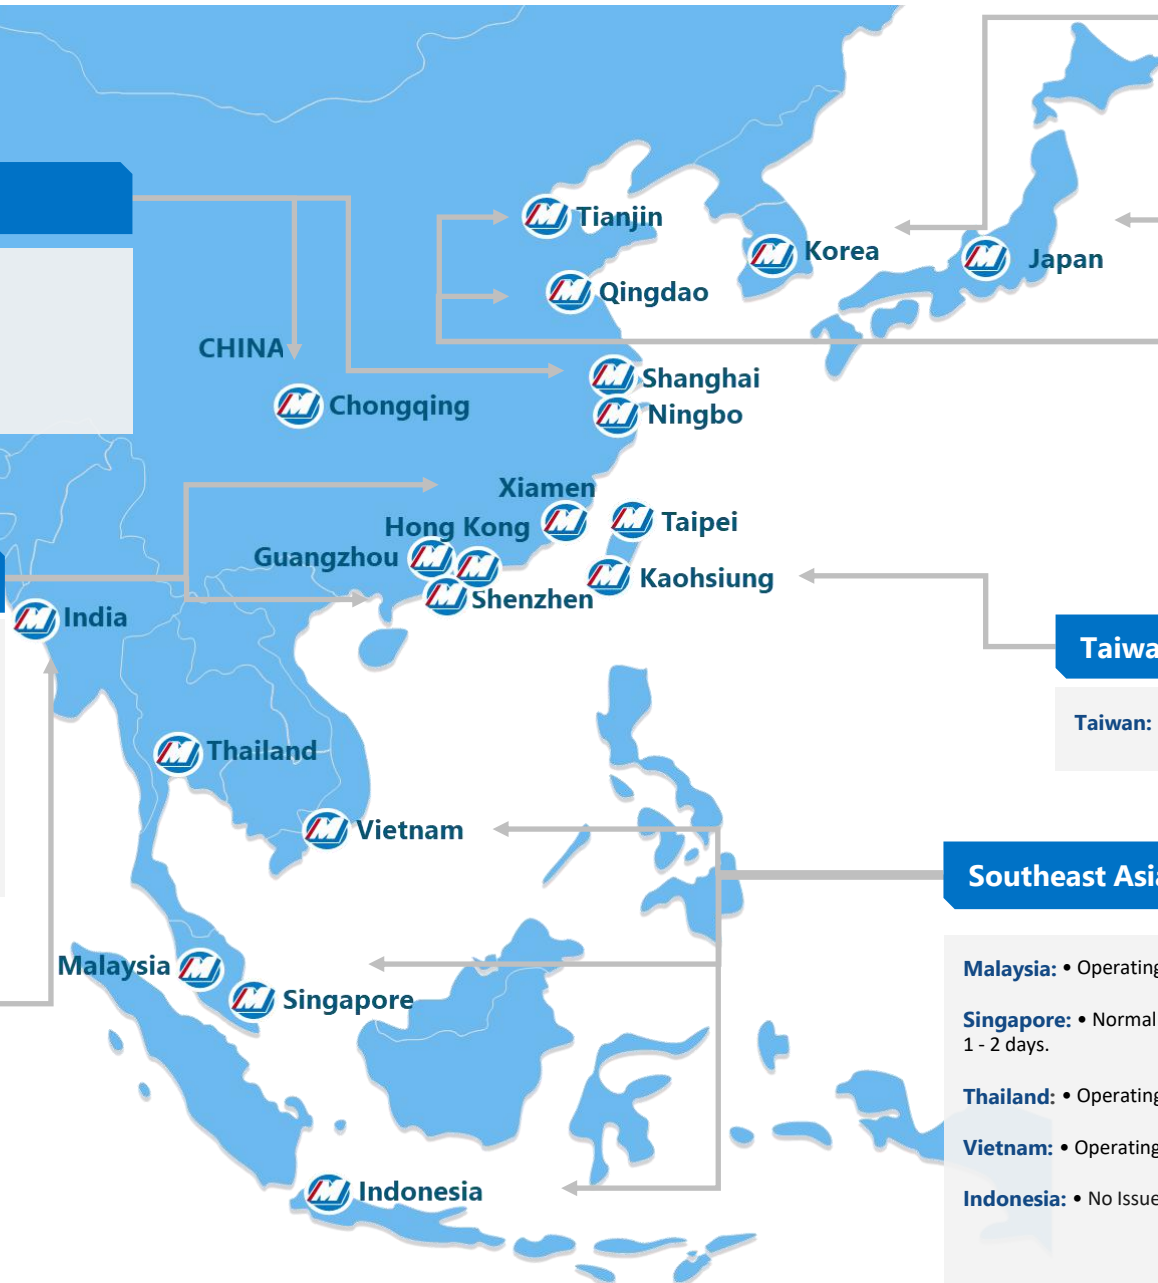 Tianjin
Korea
Japan
Qingdao
CHINA
Shanghai
Chongqing
Ningbo
Xiamen
Taipei
Hong Kong
Guangzhou
Kaohsiung
Shenzhen
India
Taiwa
Taiwan:
Thailand
Vietnam
Southeast Asia
Malaysia
Singapore
Malaysia: • Operating
Singapore: • Normal
1 - 2 days.
Thailand: • Operating
Vietnam: • Operating
Indonesia: • No Issue
Indonesia